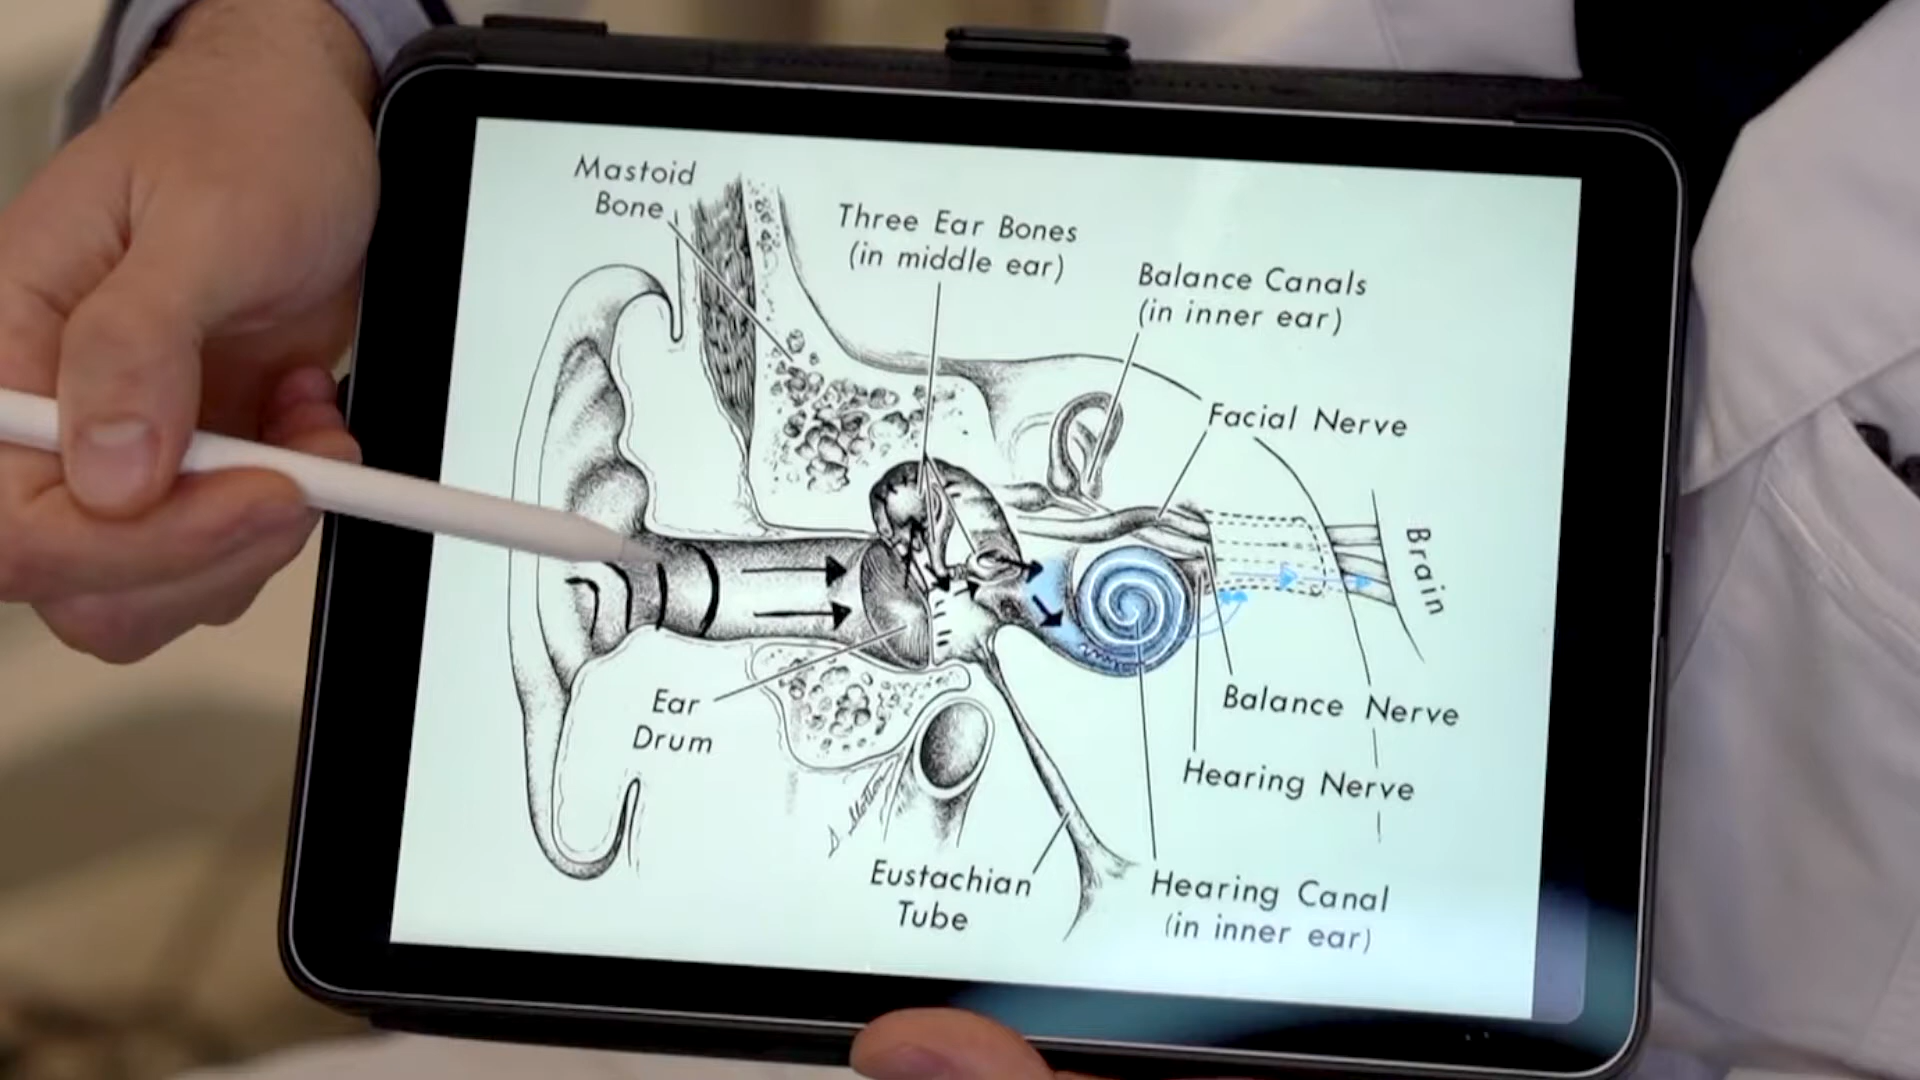 Mastoid
Bone
Three Ear Bones
(in middle ear)
Balance Canals
(in inner ear)
Facial Nerve
Brain
Ear
Drum
Balance Nerve
Hearing Nerve
Eustachian
Tube
Hearing Canal
(in inner ear)